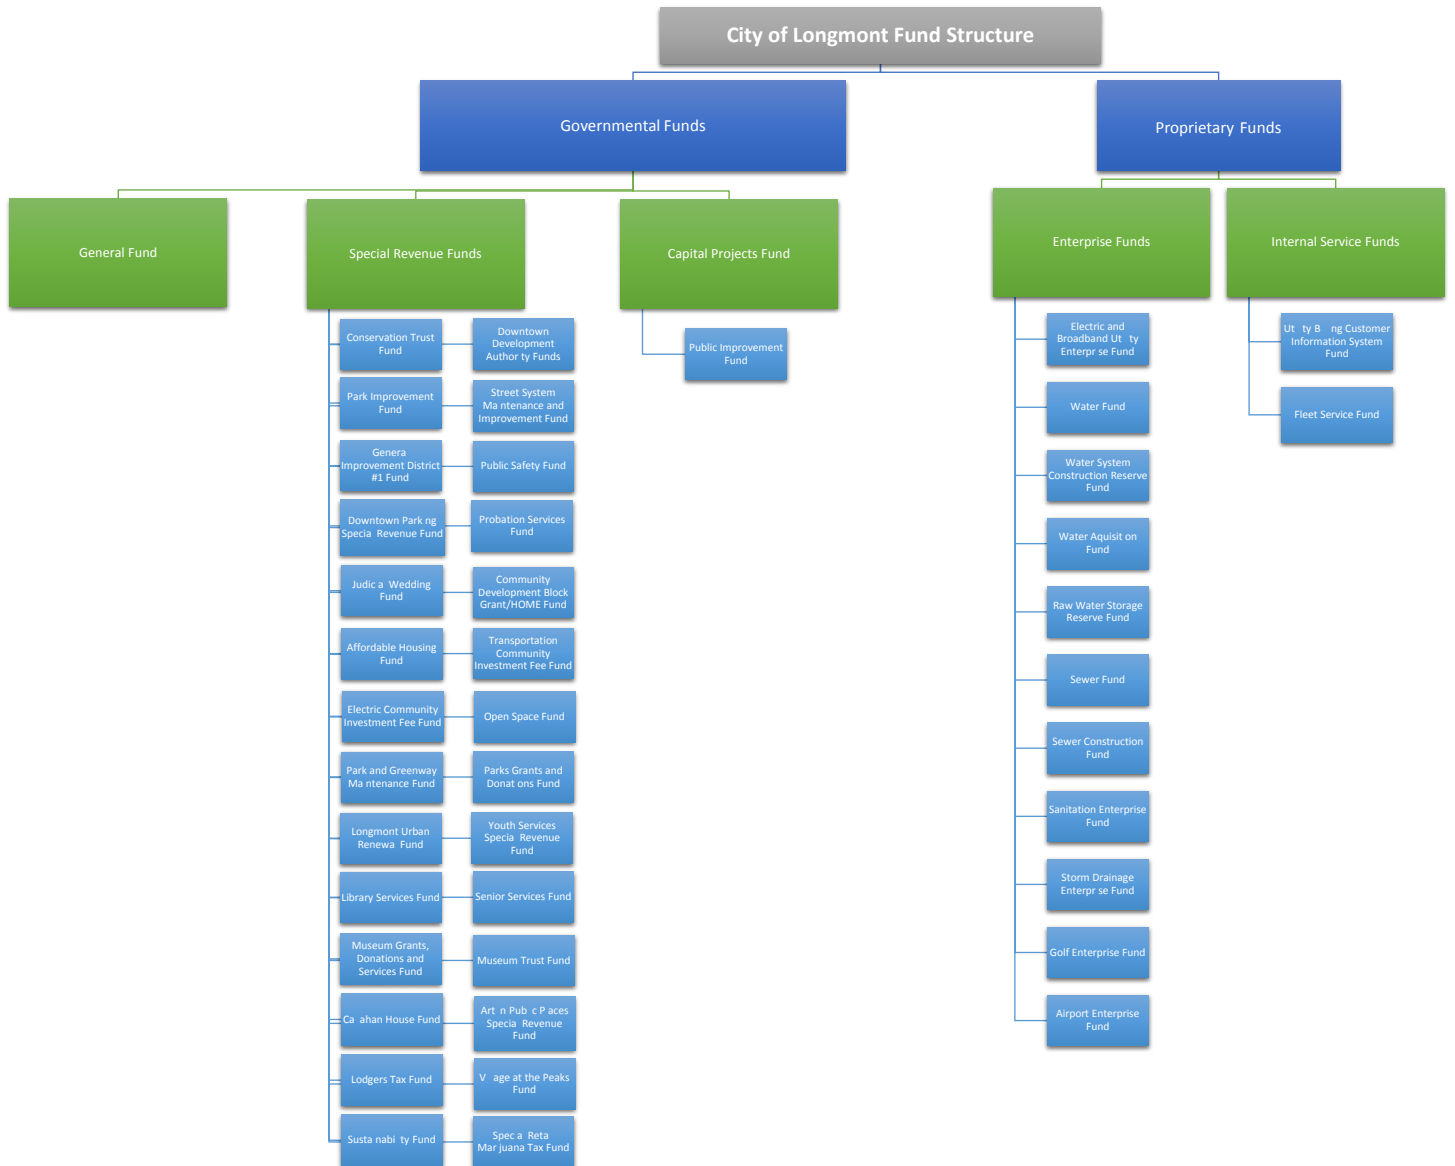 City of Longmont Fund Structure
Governmental Funds
Proprietary Funds
General Fund
Special Revenue Funds
Capital Projects Fund
Enterprise Funds
Internal Service Funds
Conservation Trust
Fund
Downtown
Development
Author ty Funds
Park Improvement
Fund
Street System
Ma ntenance and
Improvement Fund
Genera
Improvement District
#1 Fund
Public Safety Fund
Downtown Park ng
Specia Revenue Fund
Probation Services
Fund
Judic a Wedding
Fund
Community
Development Block
Grant/HOME Fund
Affordable Housing
Fund
Transportation
Community
Investment Fee Fund
Electric Community
Investment Fee Fund
Open Space Fund
Park and Greenway
Ma ntenance Fund
Parks Grants and
Donat ons Fund
Longmont Urban
Renewa Fund
Youth Services
Specia Revenue
Fund
Library Services Fund
Senior Services Fund
Museum Grants,
Donations and
Services Fund
Museum Trust Fund
Ca ahan House Fund
Art n Pub c P aces
Specia Revenue
Fund
Lodgers Tax Fund
V age at the Peaks
Fund
Susta nabi ty Fund
Spec a Reta
Mar juana Tax Fund
Public Improvement
Fund
Electric and
Broadband Ut ty
Enterpr se Fund
Water Fund
Water System
Construction Reserve
Fund
Water Aquisit on
Fund
Raw Water Storage
Reserve Fund
Sewer Fund
Sewer Construction
Fund
Sanitation Enterprise
Fund
Storm Drainage
Enterpr se Fund
Golf Enterprise Fund
Airport Enterprise
Fund
Ut ty B ng Customer
Information System
Fund
Fleet Service Fund